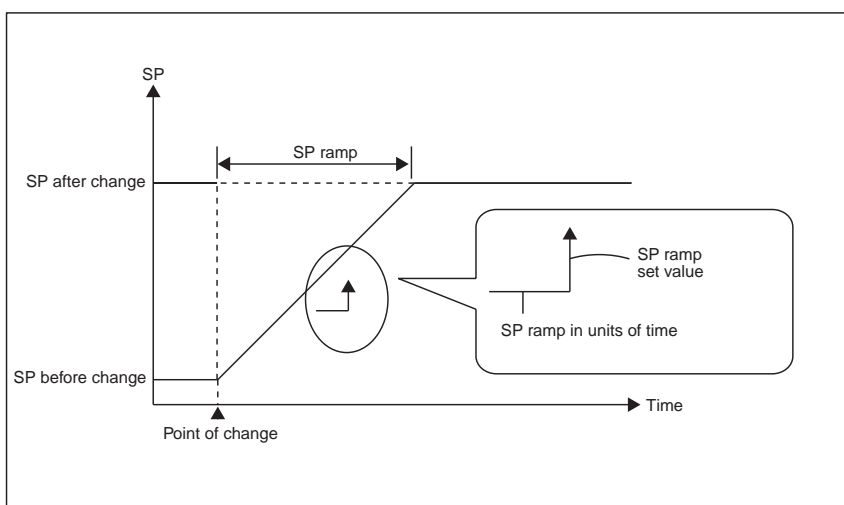 SP
SP ramp
SP after change
SP ramp
set value
SP ramp in units of time
SP before change
Time
Point of change